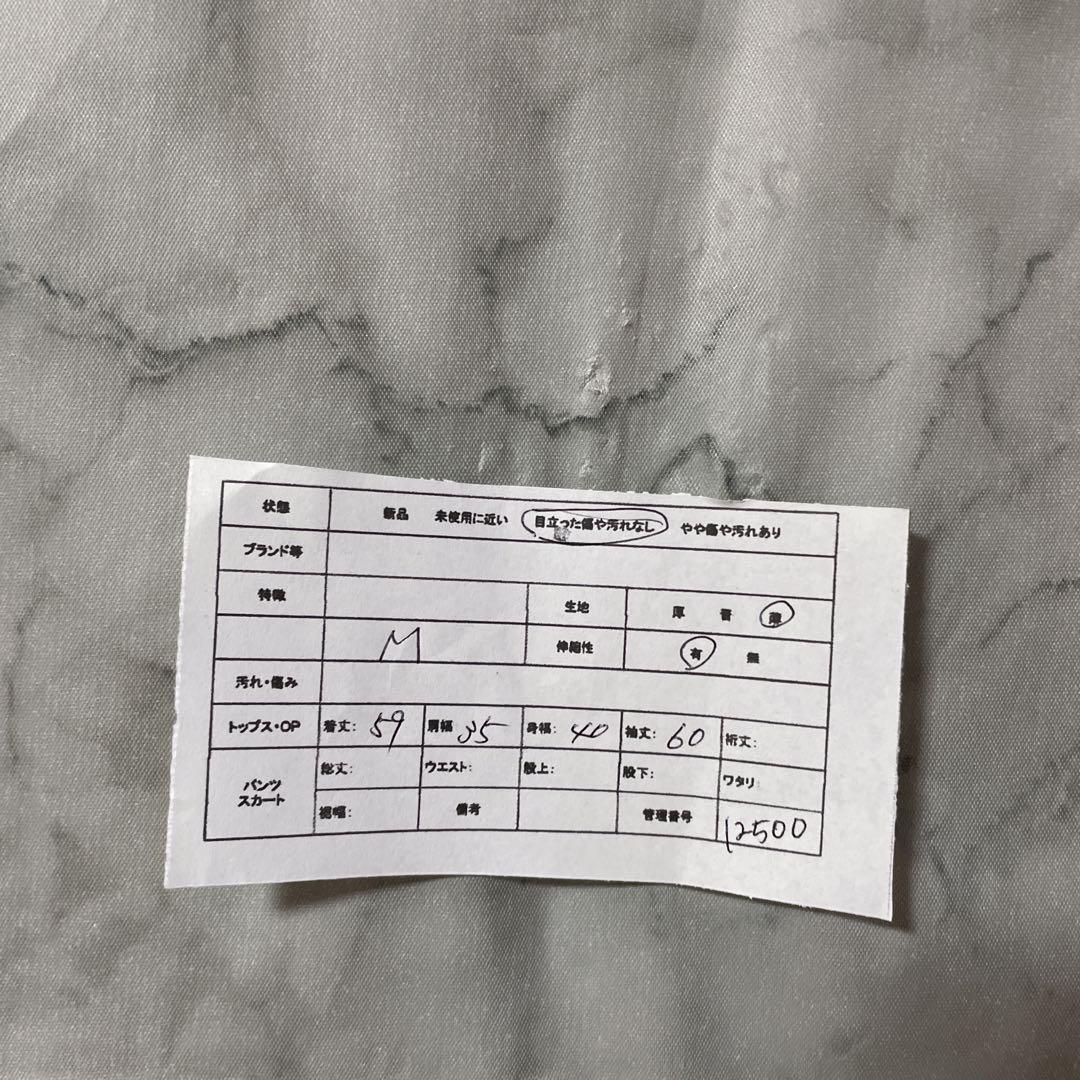 状態 新品 未使用に近い 目立った傷や汚れなし やや傷や汚れあり
ブランド等
特徴 生地 厚 普 薄
M 伸縮性 有 無
汚れ・傷み
トップス・OP 着丈: 59 肩幅 35 身幅: 40 袖丈: 60 裄丈:
パンツ スカート
総丈: ウエスト: 股上: 股下: ワタリ:
裾幅: 備考 管理番号 12500